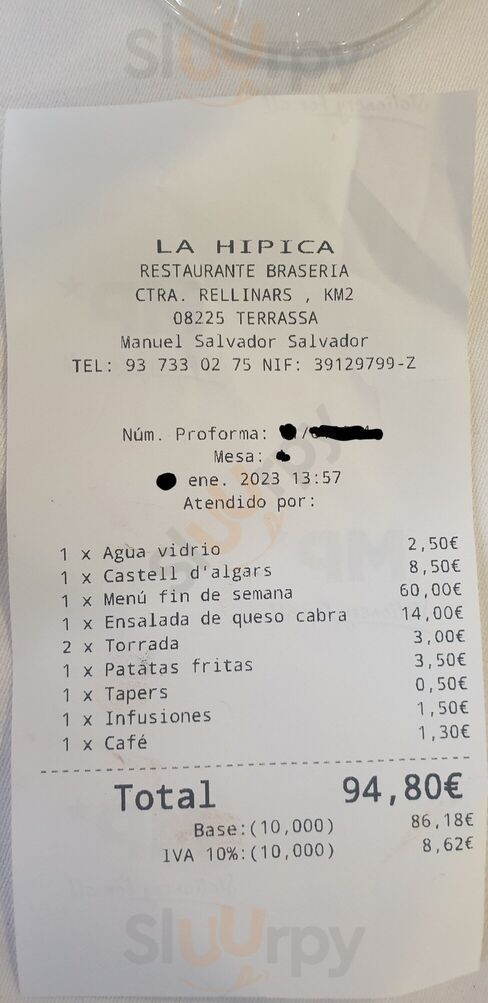 Sluurpy
LA HIPICA
RESTAURANTE BRASERIA
CTRA. RELLINARS , KM2
08225 TERRASSA
Manuel Salvador Salvador
TEL: 93 733 02 75 NIF: 39129799-Z
Núm. Proforma: /
Mesa:
ene. 2023 13:57
Atendido por:
Sluurpy
1 x Agua vidrio 2,50€
1 x Castell d'algars 8,50€
1 x Menú fin de semana 60,00€
1 x Ensalada de queso cabra 14,00€
2 x Torrada 3,00€
1 x Patatas fritas 3,50€
1 x Tapers 0,50€
1 x Infusiones 1,50€
1 x Café 1,30€
Total 94,80€
Base:(10,000) 86,18€
IVA 10%:(10,000) 8,62€
Sluurpy